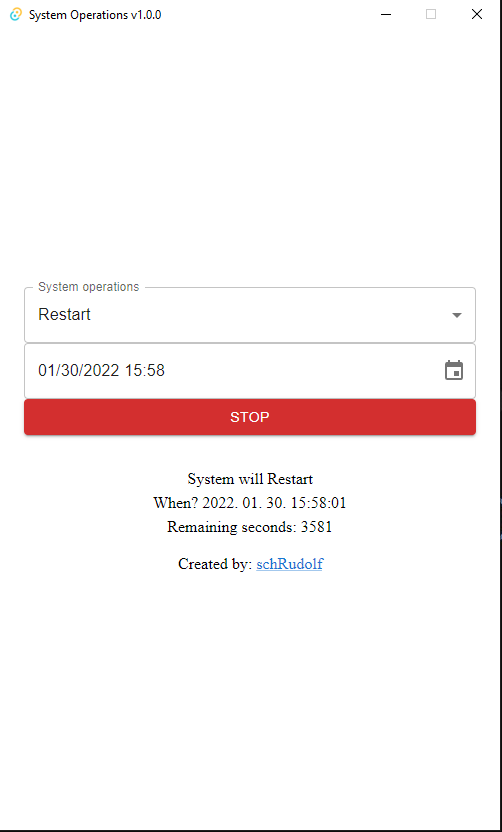 System Operations v1.0.0
System operations
Restart
01/30/2022 15:58
STOP
System will Restart
When? 2022. 01. 30. 15:58:01
Remaining seconds: 3581
Created by: schRudolf